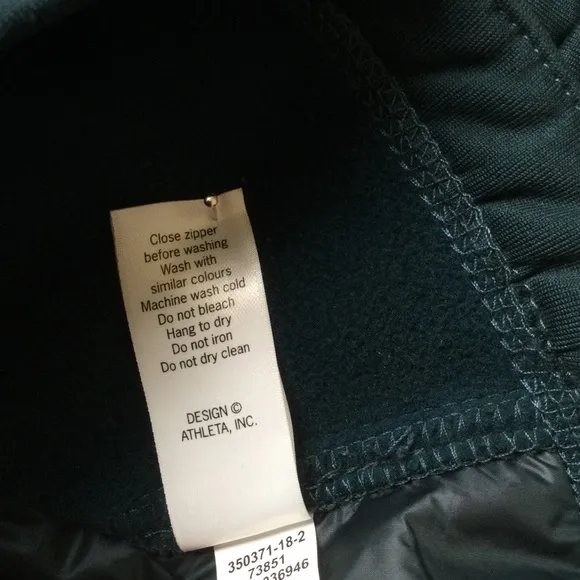 Close zipper
before washing
Wash with
similar colours
Machine wash cold
Do not bleach
Hang to dry
Do not iron
Do not dry clean
DESIGN ©
ATHLETA, INC.
350371-18-2
73851
036946